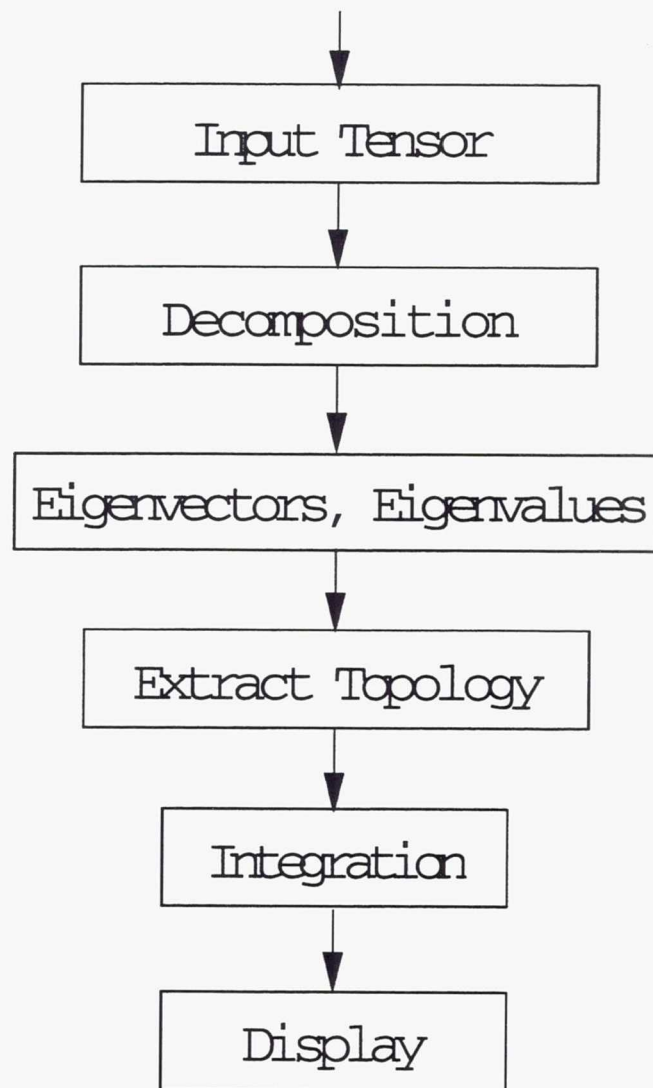 Input Tensor
Decomposition
Eigenvectors, Eigenvalues
Extract Topology
Integration
Display